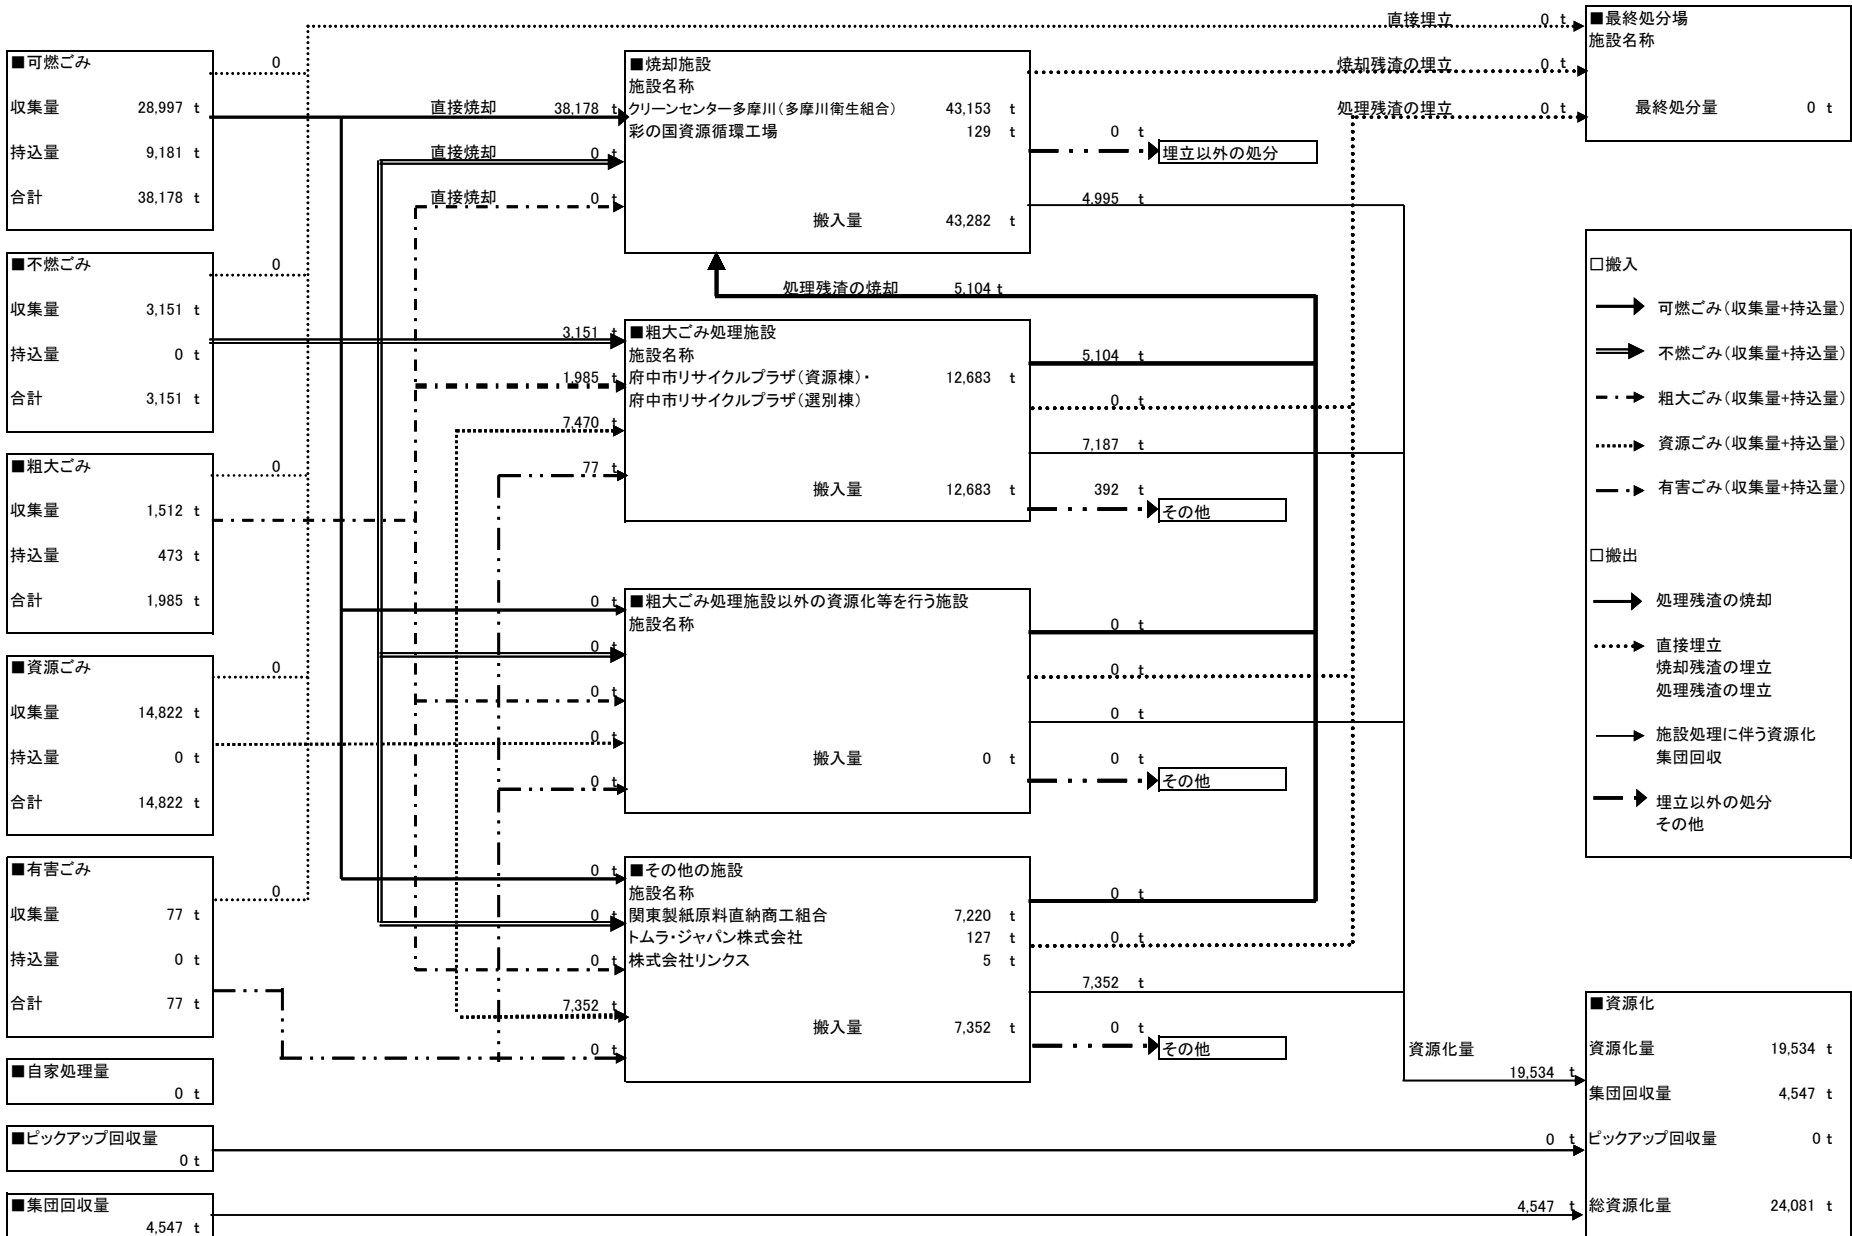 ■可燃ごみ
収集量 28,997 t
持込量 9,181 t
合計 38,178 t
0
■不燃ごみ
収集量 3,151 t
持込量 0 t
合計 3,151 t
0
■粗大ごみ
収集量 1,512 t
持込量 473 t
合計 1,985 t
0
■資源ごみ
収集量 14,822 t
持込量 0 t
合計 14,822 t
0
■有害ごみ
収集量 77 t
持込量 0 t
合計 77 t
0
■自家処理量
0 t
■ピックアップ回収量
0 t
■集団回収量
4,547 t
直接焼却 38,178 t
直接焼却 0 t
直接焼却 0 t
■焼却施設
施設名称
クリーンセンター多摩川(多摩川衛生組合) 43,153 t
彩の国資源循環工場 129 t
搬入量 43,282 t
0 t
埋立以外の処分
4,995 t
処理残渣の焼却 5,104 t
3,151 t
1,985 t
7,470 t
77 t
■粗大ごみ処理施設
施設名称
府中市リサイクルプラザ(資源棟)・ 12,683 t
府中市リサイクルプラザ(選別棟)
搬入量 12,683 t
5,104 t
0 t
7,187 t
392 t
その他
0 t
0 t
0 t
0 t
0 t
■粗大ごみ処理施設以外の資源化等を行う施設
施設名称
搬入量 0 t
0 t
0 t
0 t
0 t
その他
0 t
0 t
0 t
7,352 t
0 t
■その他の施設
施設名称
関東製紙原料直納商工組合 7,220 t
トムラ・ジャパン株式会社 127 t
株式会社リンクス 5 t
搬入量 7,352 t
0 t
0 t
7,352 t
0 t
その他
直接埋立 0 t
焼却残渣の埋立 0 t
処理残渣の埋立 0 t
■最終処分場
施設名称
最終処分量 0 t
□搬入
可燃ごみ(収集量+持込量)
不燃ごみ(収集量+持込量)
粗大ごみ(収集量+持込量)
資源ごみ(収集量+持込量)
有害ごみ(収集量+持込量)
□搬出
処理残渣の焼却
直接埋立
焼却残渣の埋立
処理残渣の埋立
施設処理に伴う資源化
集団回収
埋立以外の処分
その他
資源化量
19,534 t
0 t
4,547 t
■資源化
資源化量 19,534 t
集団回収量 4,547 t
ピックアップ回収量 0 t
総資源化量 24,081 t